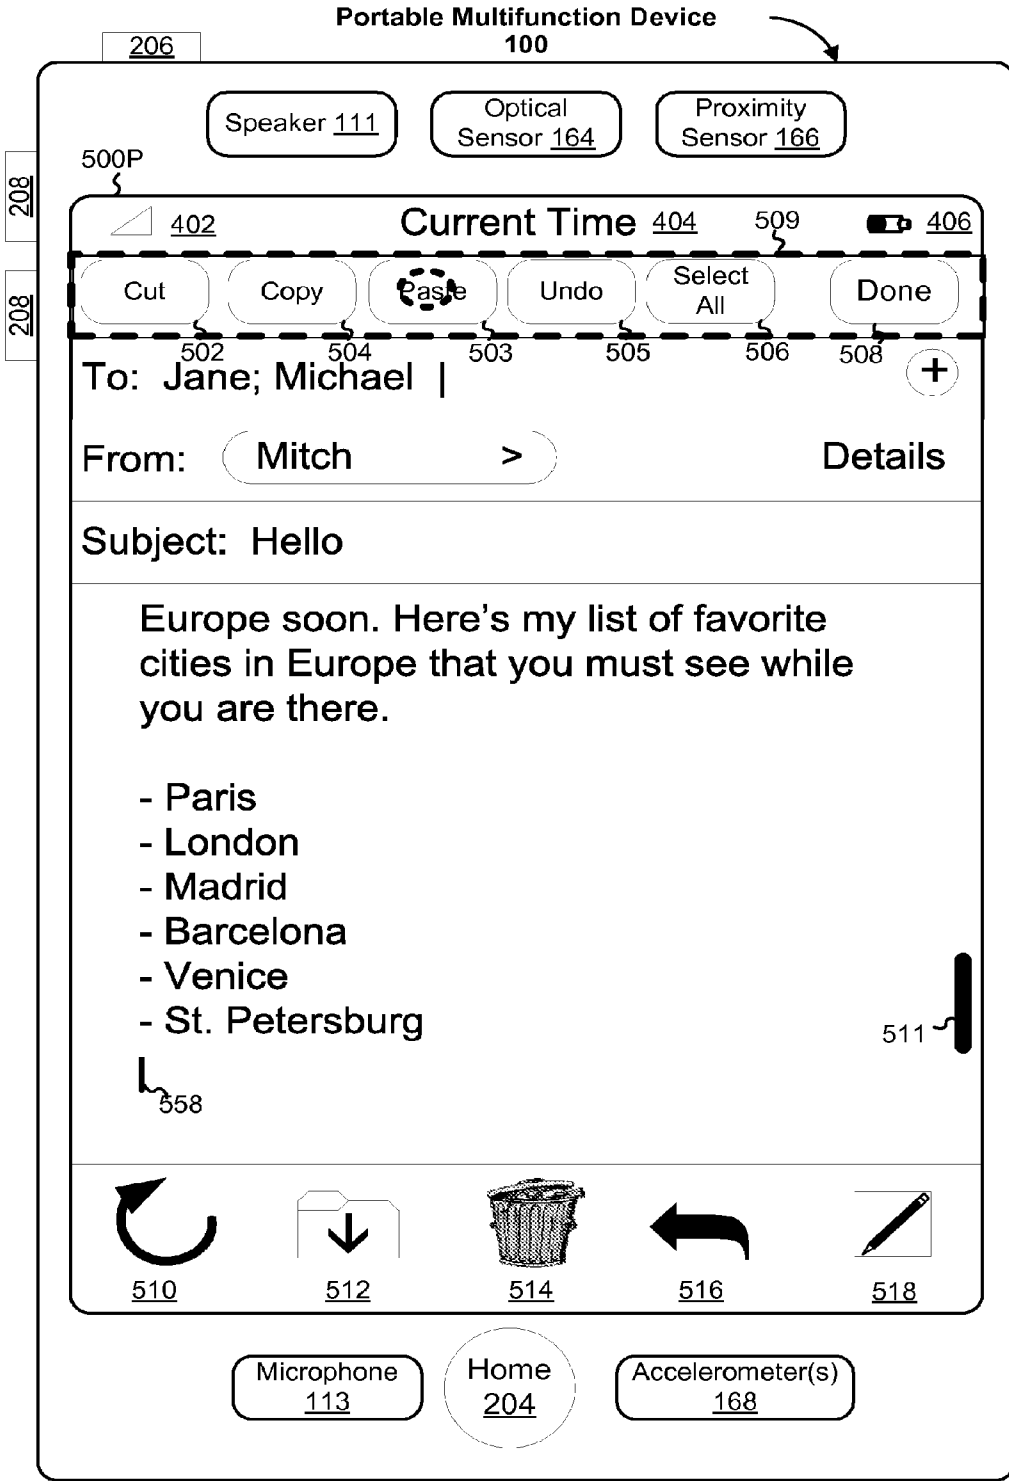 Portable Multifunction Device
100
206
Speaker 111
Optical
Sensor 164
Proximity
Sensor 166
500P
208
208
402
Current Time 404
509
406
Cut
Copy
Paste
Undo
Select
All
Done
502
504
503
505
506
508
To: Jane; Michael
+
From: Mitch >
Details
Subject: Hello
Europe soon. Here's my list of favorite
cities in Europe that you must see while
you are there.
- Paris
- London
- Madrid
- Barcelona
- Venice
- St. Petersburg
511
558
510
512
514
516
518
Microphone
113
Home
204
Accelerometer(s)
168